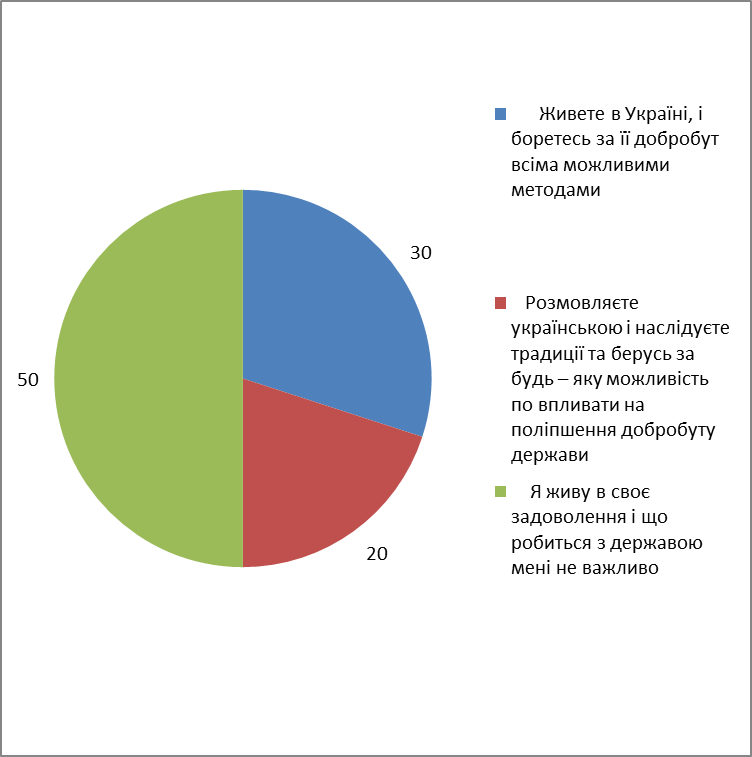 Живете в Україні, і
боретесь за її добробут
всіма можливими
методами
30
Розмовляєте
українською і наслідуєте
традиції та берусь за
будь – яку можливість
по впливати на
поліпшення добробуту
держави
50
Я живу в своє
задоволення і що
робиться з державою
мені не важливо
20